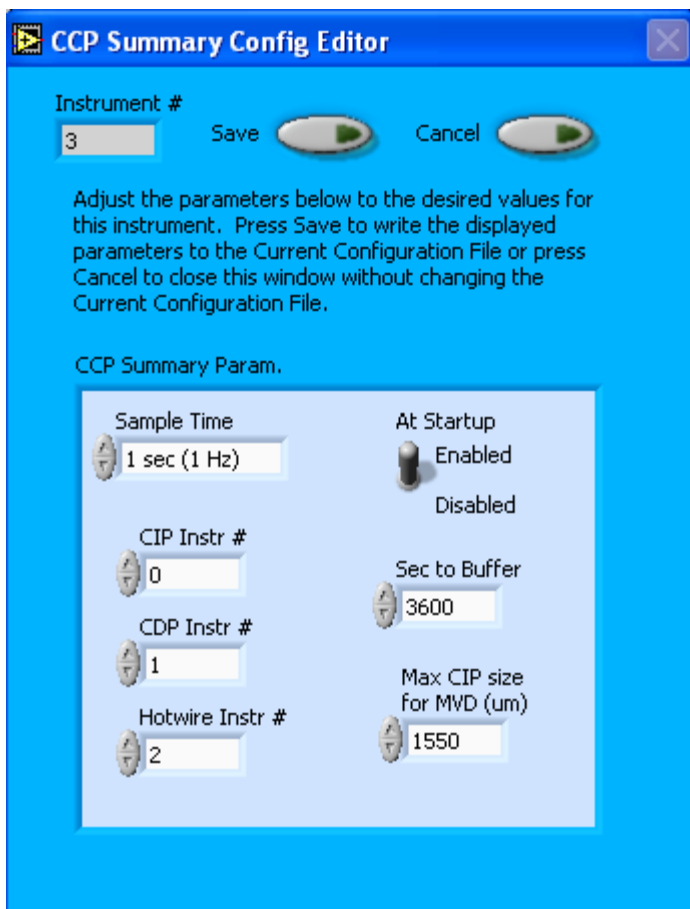 CCP Summary Config Editor
Instrument #
3
Save
Cancel
Adjust the parameters below to the desired values for
this instrument.  Press Save to write the displayed
parameters to the Current Configuration File or press
Cancel to close this window without changing the
Current Configuration File.
CCP Summary Param.
Sample Time
1 sec (1 Hz)
At Startup
Enabled
Disabled
CIP Instr #
0
Sec to Buffer
3600
CDP Instr #
1
Max CIP size
for MVD (um)
1550
Hotwire Instr #
2